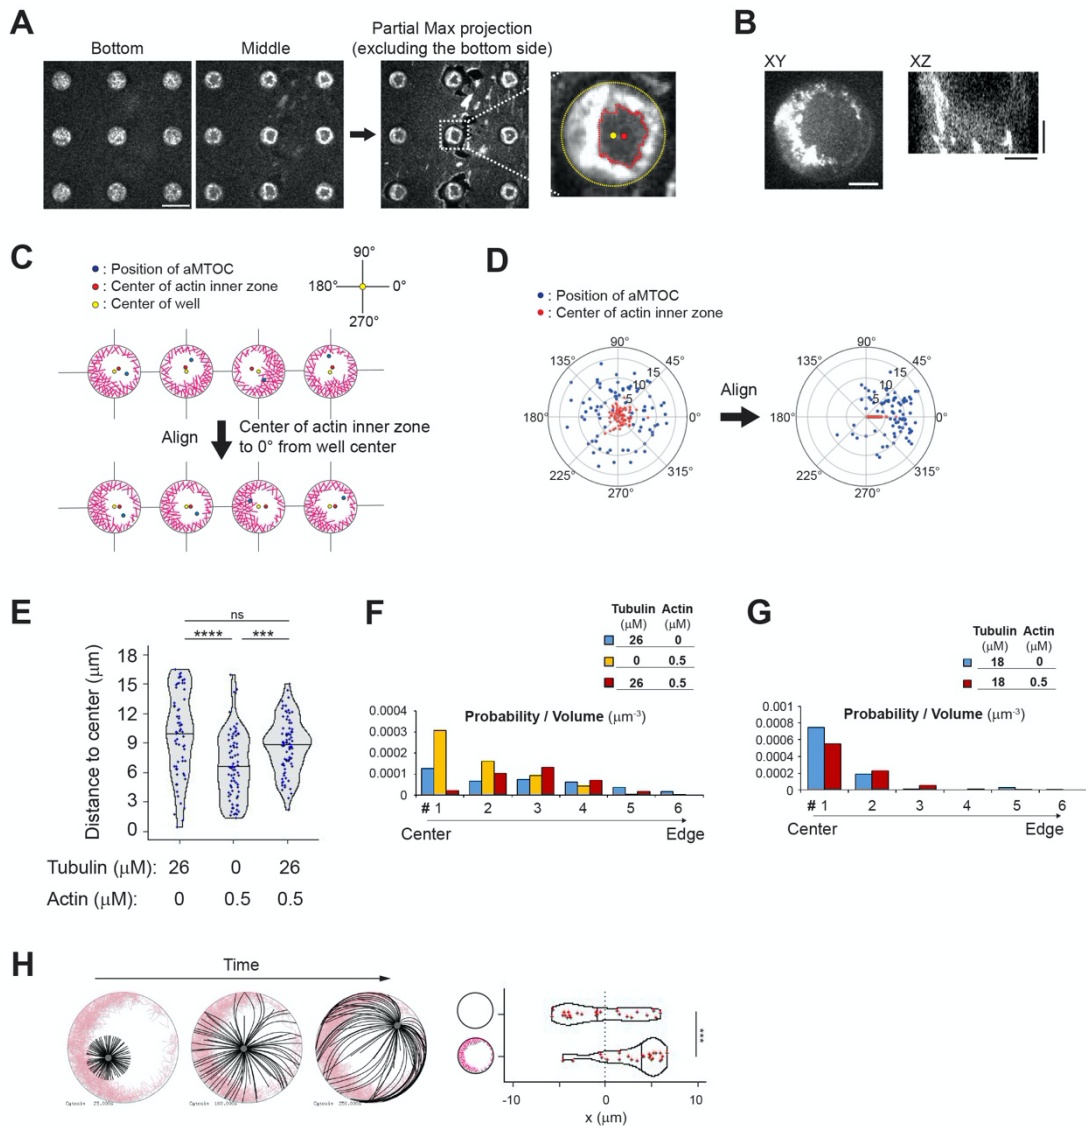 A
Bottom
Middle
Partial Max projection
(excluding the bottom side)
B
XY
XZ
C
: Position of aMTOC
: Center of actin inner zone
: Center of well
90°
180°
0°
270°
Align
Center of actin inner zone
to 0° from well center
D
: Position of aMTOC
: Center of actin inner zone
90°
135°
45°
15
10
5
180°
0°
225°
315°
270°
Align
90°
135°
45°
15
10
5
180°
0°
225°
315°
270°
E
ns
****
***
Distance to center (μm)
18
15
12
9
6
3
0
Tubulin (μM): 26 0 26
Actin (μM): 0 0.5 0.5
F
Tubulin Actin
(μM) (μM)
26 0
0 0.5
26 0.5
Probability / Volume (μm-3)
0.0004
0.0003
0.0002
0.0001
0
# 1 2 3 4 5 6
Center Edge
G
Tubulin Actin
(μM) (μM)
18 0
18 0.5
Probability / Volume (μm-3)
0.001
0.0008
0.0006
0.0004
0.0002
0
# 1 2 3 4 5 6
Center Edge
H
Time
***
-10 0 10
x (μm)